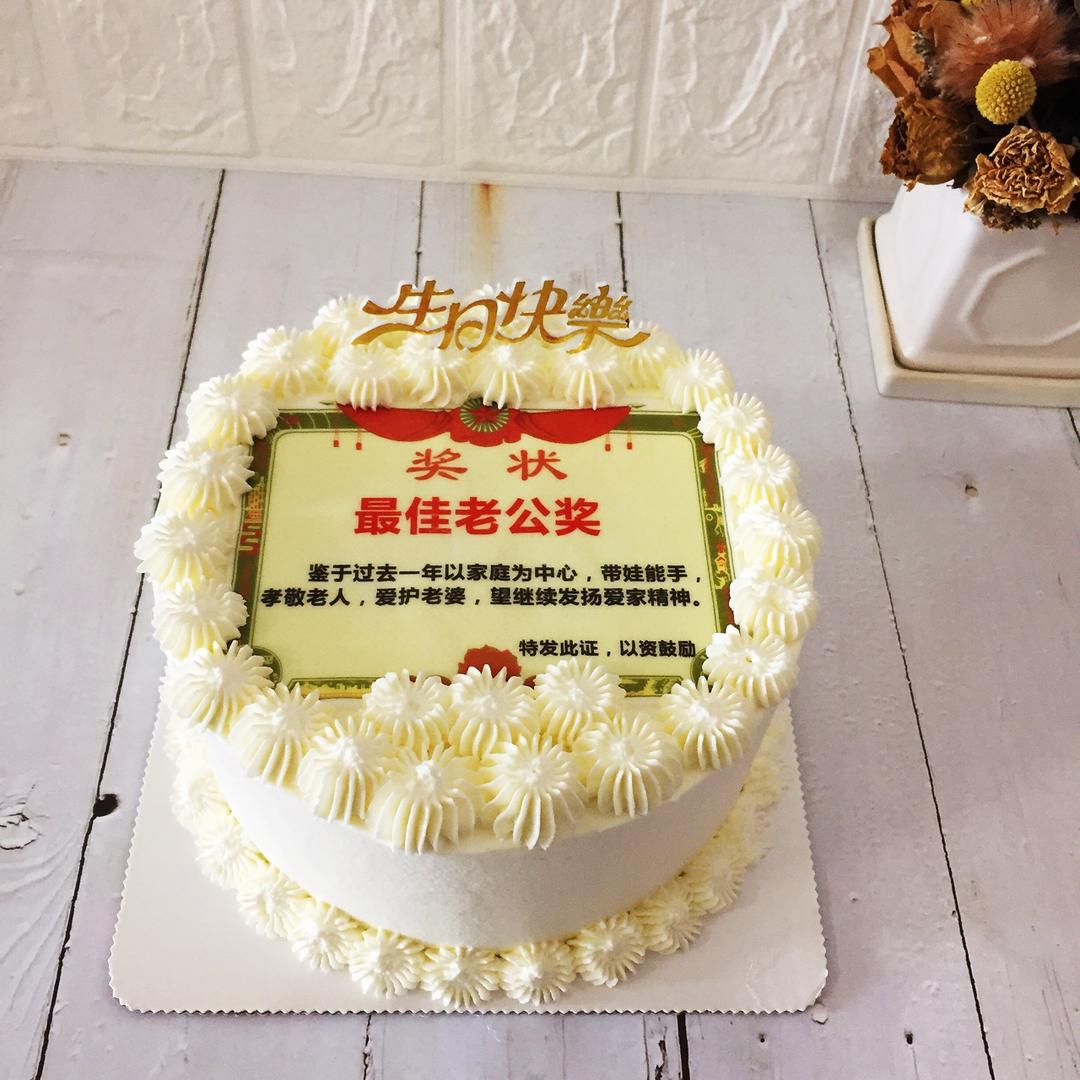 生日快樂
奖状
最佳老公奖
鉴于过去一年以家庭为中心，带娃能手，
孝敬老人，爱护老婆，望继续发扬爱家精神。
特发此证，以资鼓励